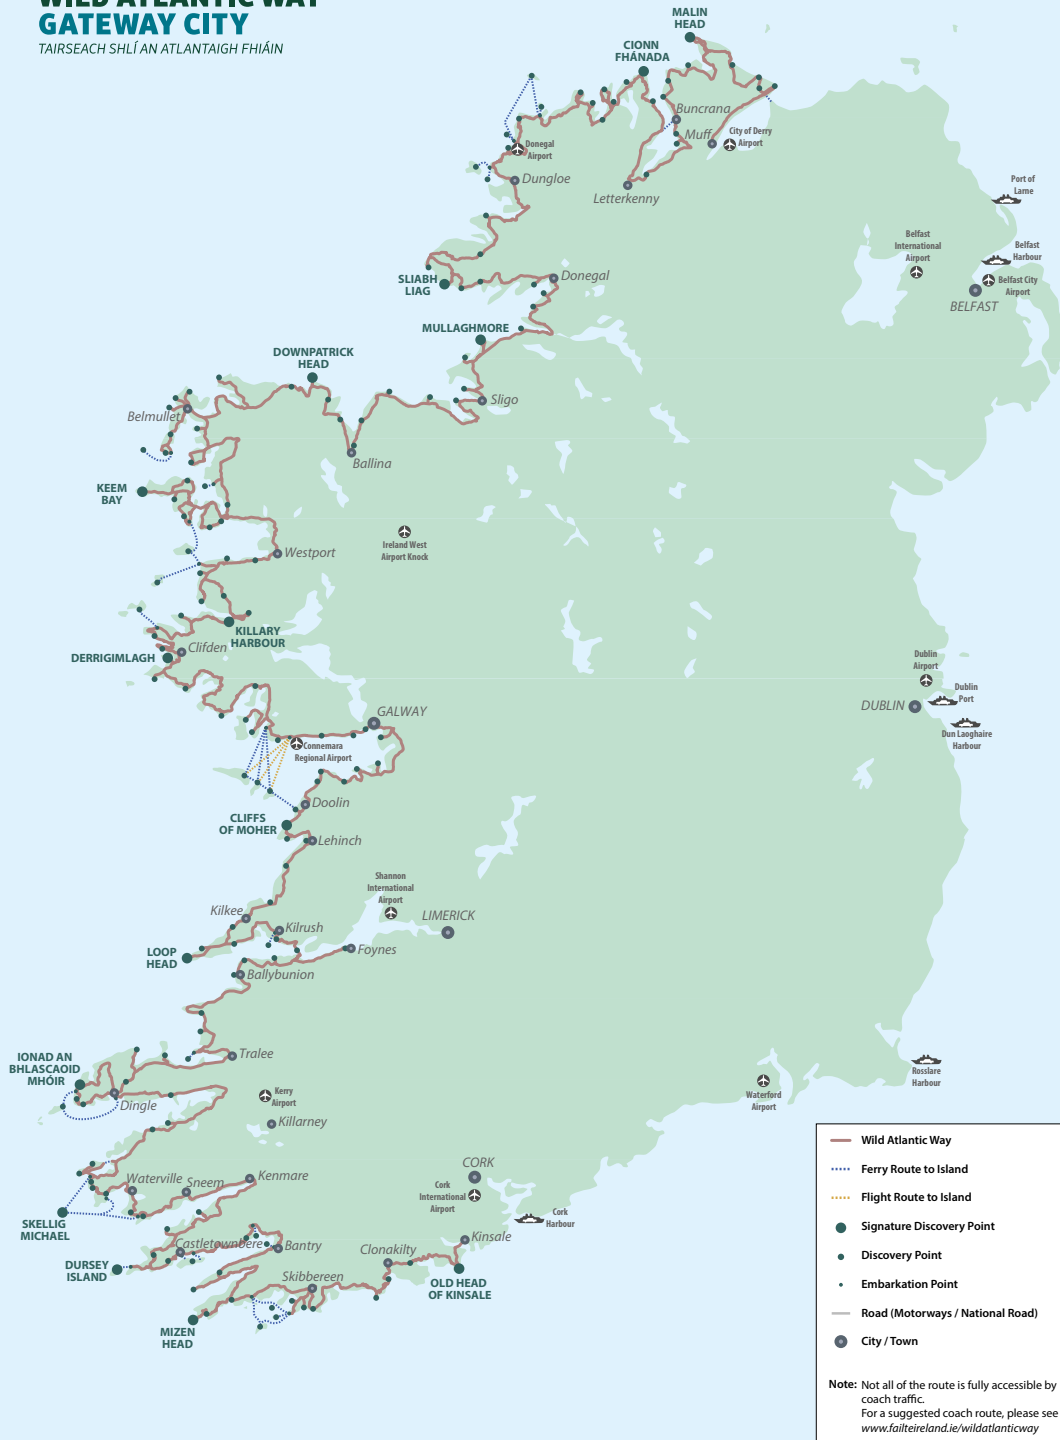 WILD ATLANTIC WAY
GATEWAY CITY
TAIRSEACH SHLÍ AN ATLANTAIGH FHIÁIN
MALIN
HEAD
CIONN
FHÁNADA
Buncrana
Muff
City of Derry
Airport
Donegal
Airport
Dungloe
Letterkenny
Port of
Larne
Belfast
International
Airport
Belfast
Harbour
Belfast City
Airport
BELFAST
SLIABH
LIAG
Donegal
MULLAGHMORE
DOWNPATRICK
HEAD
Belmullet
Sligo
Ballina
KEEM
BAY
Ireland West
Airport Knock
Westport
KILLARY
HARBOUR
Clifden
DERRIGIMLAGH
Dublin
Airport
Dublin
Port
DUBLIN
Dun Laoghaire
Harbour
GALWAY
Connemara
Regional Airport
Doolin
CLIFFS
OF MOHER
Lehinch
Shannon
International
Airport
Kilkee
LIMERICK
Kilrush
LOOP
HEAD
Foynes
Ballybunion
IONAD AN
BHLASCAOID
MHÓIR
Tralee
Rosslare
Harbour
Dingle
Kerry
Airport
Waterford
Airport
Killarney
Waterville
Sneem
Kenmare
CORK
Cork
International
Airport
Cork
Harbour
SKELLIG
MICHAEL
Castletownbere
Bantry
Clonakilty
Kinsale
DURSEY
ISLAND
Skibbereen
OLD HEAD
OF KINSALE
MIZEN
HEAD
Wild Atlantic Way
Ferry Route to Island
Flight Route to Island
Signature Discovery Point
Discovery Point
Embarkation Point
Road (Motorways / National Road)
City / Town
Note: Not all of the route is fully accessible by
coach traffic.
For a suggested coach route, please see
www.failteireland.ie/wildatlanticway